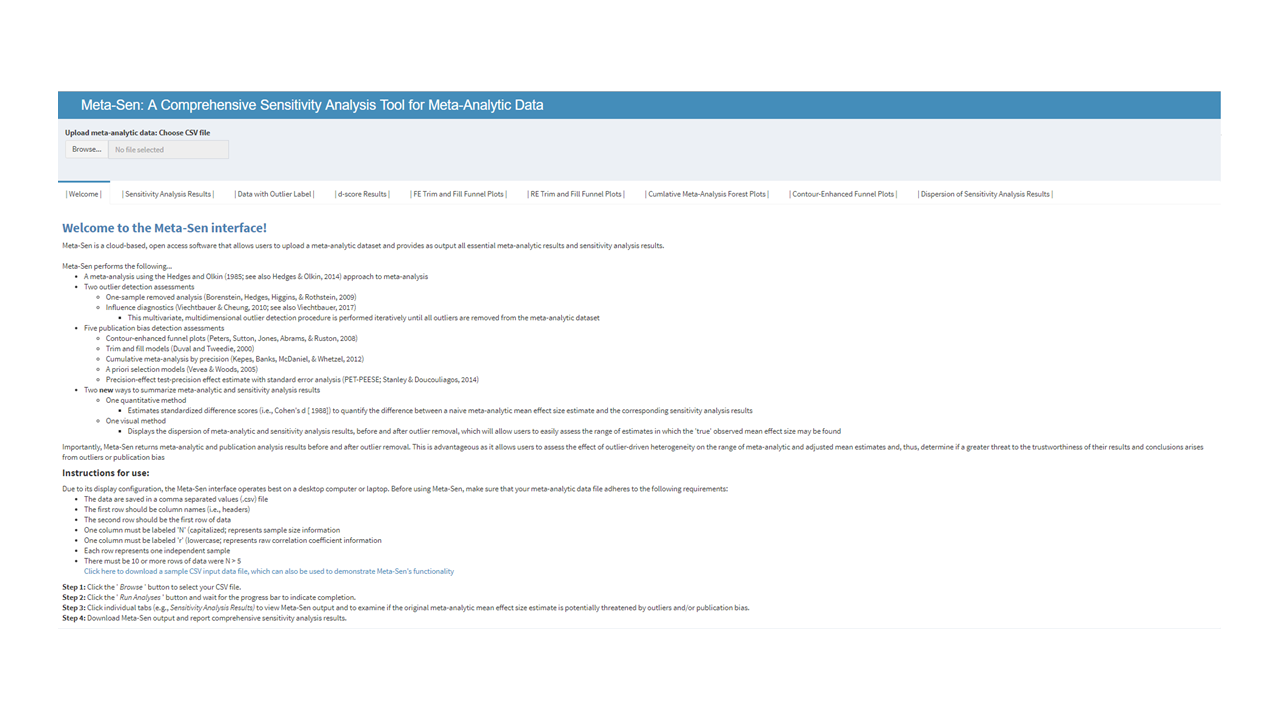 Meta-Sen: A Comprehensive Sensitivity Analysis Tool for Meta-Analytic Data
Upload meta-analytic data: Choose CSV file
Browse... No file selected
| Welcome | | Sensitivity Analysis Results | | Data with Outlier Label | | d-score Results | | FE Trim and Fill Funnel Plots | | RE Trim and Fill Funnel Plots | | Cumlative Meta-Analysis Forest Plots | | Contour-Enhanced Funnel Plots | | Dispersion of Sensitivity Analysis Results |
Welcome to the Meta-Sen interface!
Meta-Sen is a cloud-based, open access software that allows users to upload a meta-analytic dataset and provides as output all essential meta-analytic results and sensitivity analysis results.
Meta-Sen performs the following...
• A meta-analysis using the Hedges and Olkin (1985; see also Hedges & Olkin, 2014) approach to meta-analysis
• Two outlier detection assessments
◦ One-sample removed analysis (Borenstein, Hedges, Higgins, & Rothstein, 2009)
◦ Influence diagnostics (Viechtbauer & Cheung, 2010; see also Viechtbauer, 2017)
▪ This multivariate, multidimensional outlier detection procedure is performed iteratively until all outliers are removed from the meta-analytic dataset
• Five publication bias detection assessments
◦ Contour-enhanced funnel plots (Peters, Sutton, Jones, Abrams, & Ruston, 2008)
◦ Trim and fill models (Duval and Tweedie, 2000)
◦ Cumulative meta-analysis by precision (Kepes, Banks, McDaniel, & Whetzel, 2012)
◦ A priori selection models (Vevea & Woods, 2005)
◦ Precision-effect test-precision effect estimate with standard error analysis (PET-PEESE; Stanley & Doucouliagos, 2014)
• Two new ways to summarize meta-analytic and sensitivity analysis results
◦ One quantitative method
▪ Estimates standardized difference scores (i.e., Cohen's d [ 1988]) to quantify the difference between a naive meta-analytic mean effect size estimate and the corresponding sensitivity analysis results
◦ One visual method
▪ Displays the dispersion of meta-analytic and sensitivity analysis results, before and after outlier removal, which will allow users to easily assess the range of estimates in which the 'true' observed mean effect size may be found
Importantly, Meta-Sen returns meta-analytic and publication analysis results before and after outlier removal. This is advantageous as it allows users to assess the effect of outlier-driven heterogeneity on the range of meta-analytic and adjusted mean estimates and, thus, determine if a greater threat to the trustworthiness of their results and conclusions arises
from outliers or publication bias
Instructions for use:
Due to its display configuration, the Meta-Sen interface operates best on a desktop computer or laptop. Before using Meta-Sen, make sure that your meta-analytic data file adheres to the following requirements:
• The data are saved in a comma separated values (.csv) file
• The first row should be column names (i.e., headers)
• The second row should be the first row of data
• One column must be labeled 'N' (capitalized; represents sample size information
• One column must be labeled 'r' (lowercase; represents raw correlation coefficient information
• Each row represents one independent sample
• There must be 10 or more rows of data were N > 5
Click here to download a sample CSV input data file, which can also be used to demonstrate Meta-Sen's functionality
Step 1: Click the ' Browse ' button to select your CSV file.
Step 2: Click the ' Run Analyses ' button and wait for the progress bar to indicate completion.
Step 3: Click individual tabs (e.g., Sensitivity Analysis Results) to view Meta-Sen output and to examine if the original meta-analytic mean effect size estimate is potentially threatened by outliers and/or publication bias.
Step 4: Download Meta-Sen output and report comprehensive sensitivity analysis results.